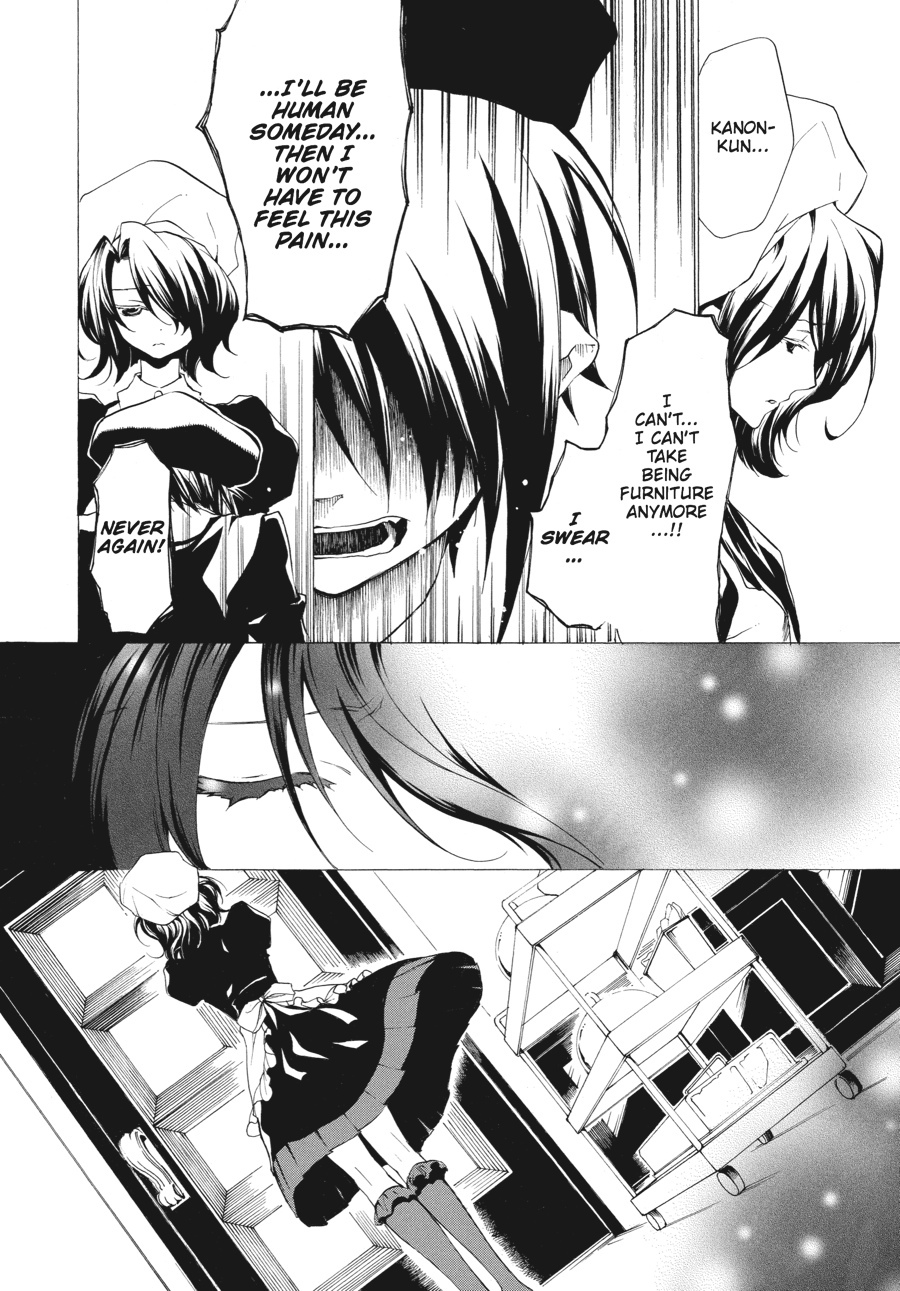 KANON-
KUN...
I
CAN'T...
I CAN'T
TAKE
BEING
FURNITURE
ANYMORE
...!!
I
SWEAR
...
...I'LL BE
HUMAN
SOMEDAY...
THEN I
WON'T
HAVE TO
FEEL THIS
PAIN...
NEVER
AGAIN!